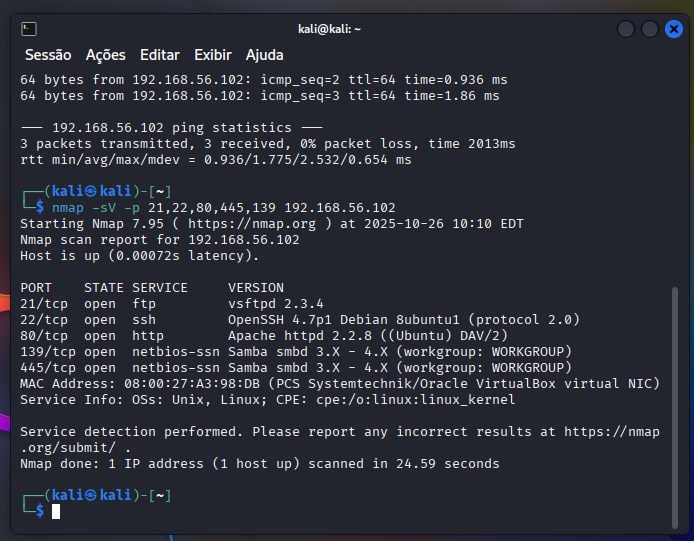 kali@kali: ~
Sessão Ações Editar Exibir Ajuda
64 bytes from 192.168.56.102: icmp_seq=2 ttl=64 time=0.936 ms
64 bytes from 192.168.56.102: icmp_seq=3 ttl=64 time=1.86 ms
--- 192.168.56.102 ping statistics ---
3 packets transmitted, 3 received, 0% packet loss, time 2013ms
rtt min/avg/max/mdev = 0.936/1.775/2.532/0.654 ms
┌──(kali㉿kali)-[~]
└─$ nmap -sV -p 21,22,80,445,139 192.168.56.102
Starting Nmap 7.95 ( https://nmap.org ) at 2025-10-26 10:10 EDT
Nmap scan report for 192.168.56.102
Host is up (0.00072s latency).
PORT    STATE SERVICE     VERSION
21/tcp  open  ftp         vsftpd 2.3.4
22/tcp  open  ssh         OpenSSH 4.7p1 Debian 8ubuntu1 (protocol 2.0)
80/tcp  open  http        Apache httpd 2.2.8 ((Ubuntu) DAV/2)
139/tcp open  netbios-ssn Samba smbd 3.X - 4.X (workgroup: WORKGROUP)
445/tcp open  netbios-ssn Samba smbd 3.X - 4.X (workgroup: WORKGROUP)
MAC Address: 08:00:27:A3:98:DB (PCS Systemtechnik/Oracle VirtualBox virtual NIC)
Service Info: OSs: Unix, Linux; CPE: cpe:/o:linux:linux_kernel
Service detection performed. Please report any incorrect results at https://nmap
.org/submit/ .
Nmap done: 1 IP address (1 host up) scanned in 24.59 seconds
┌──(kali㉿kali)-[~]
└─$